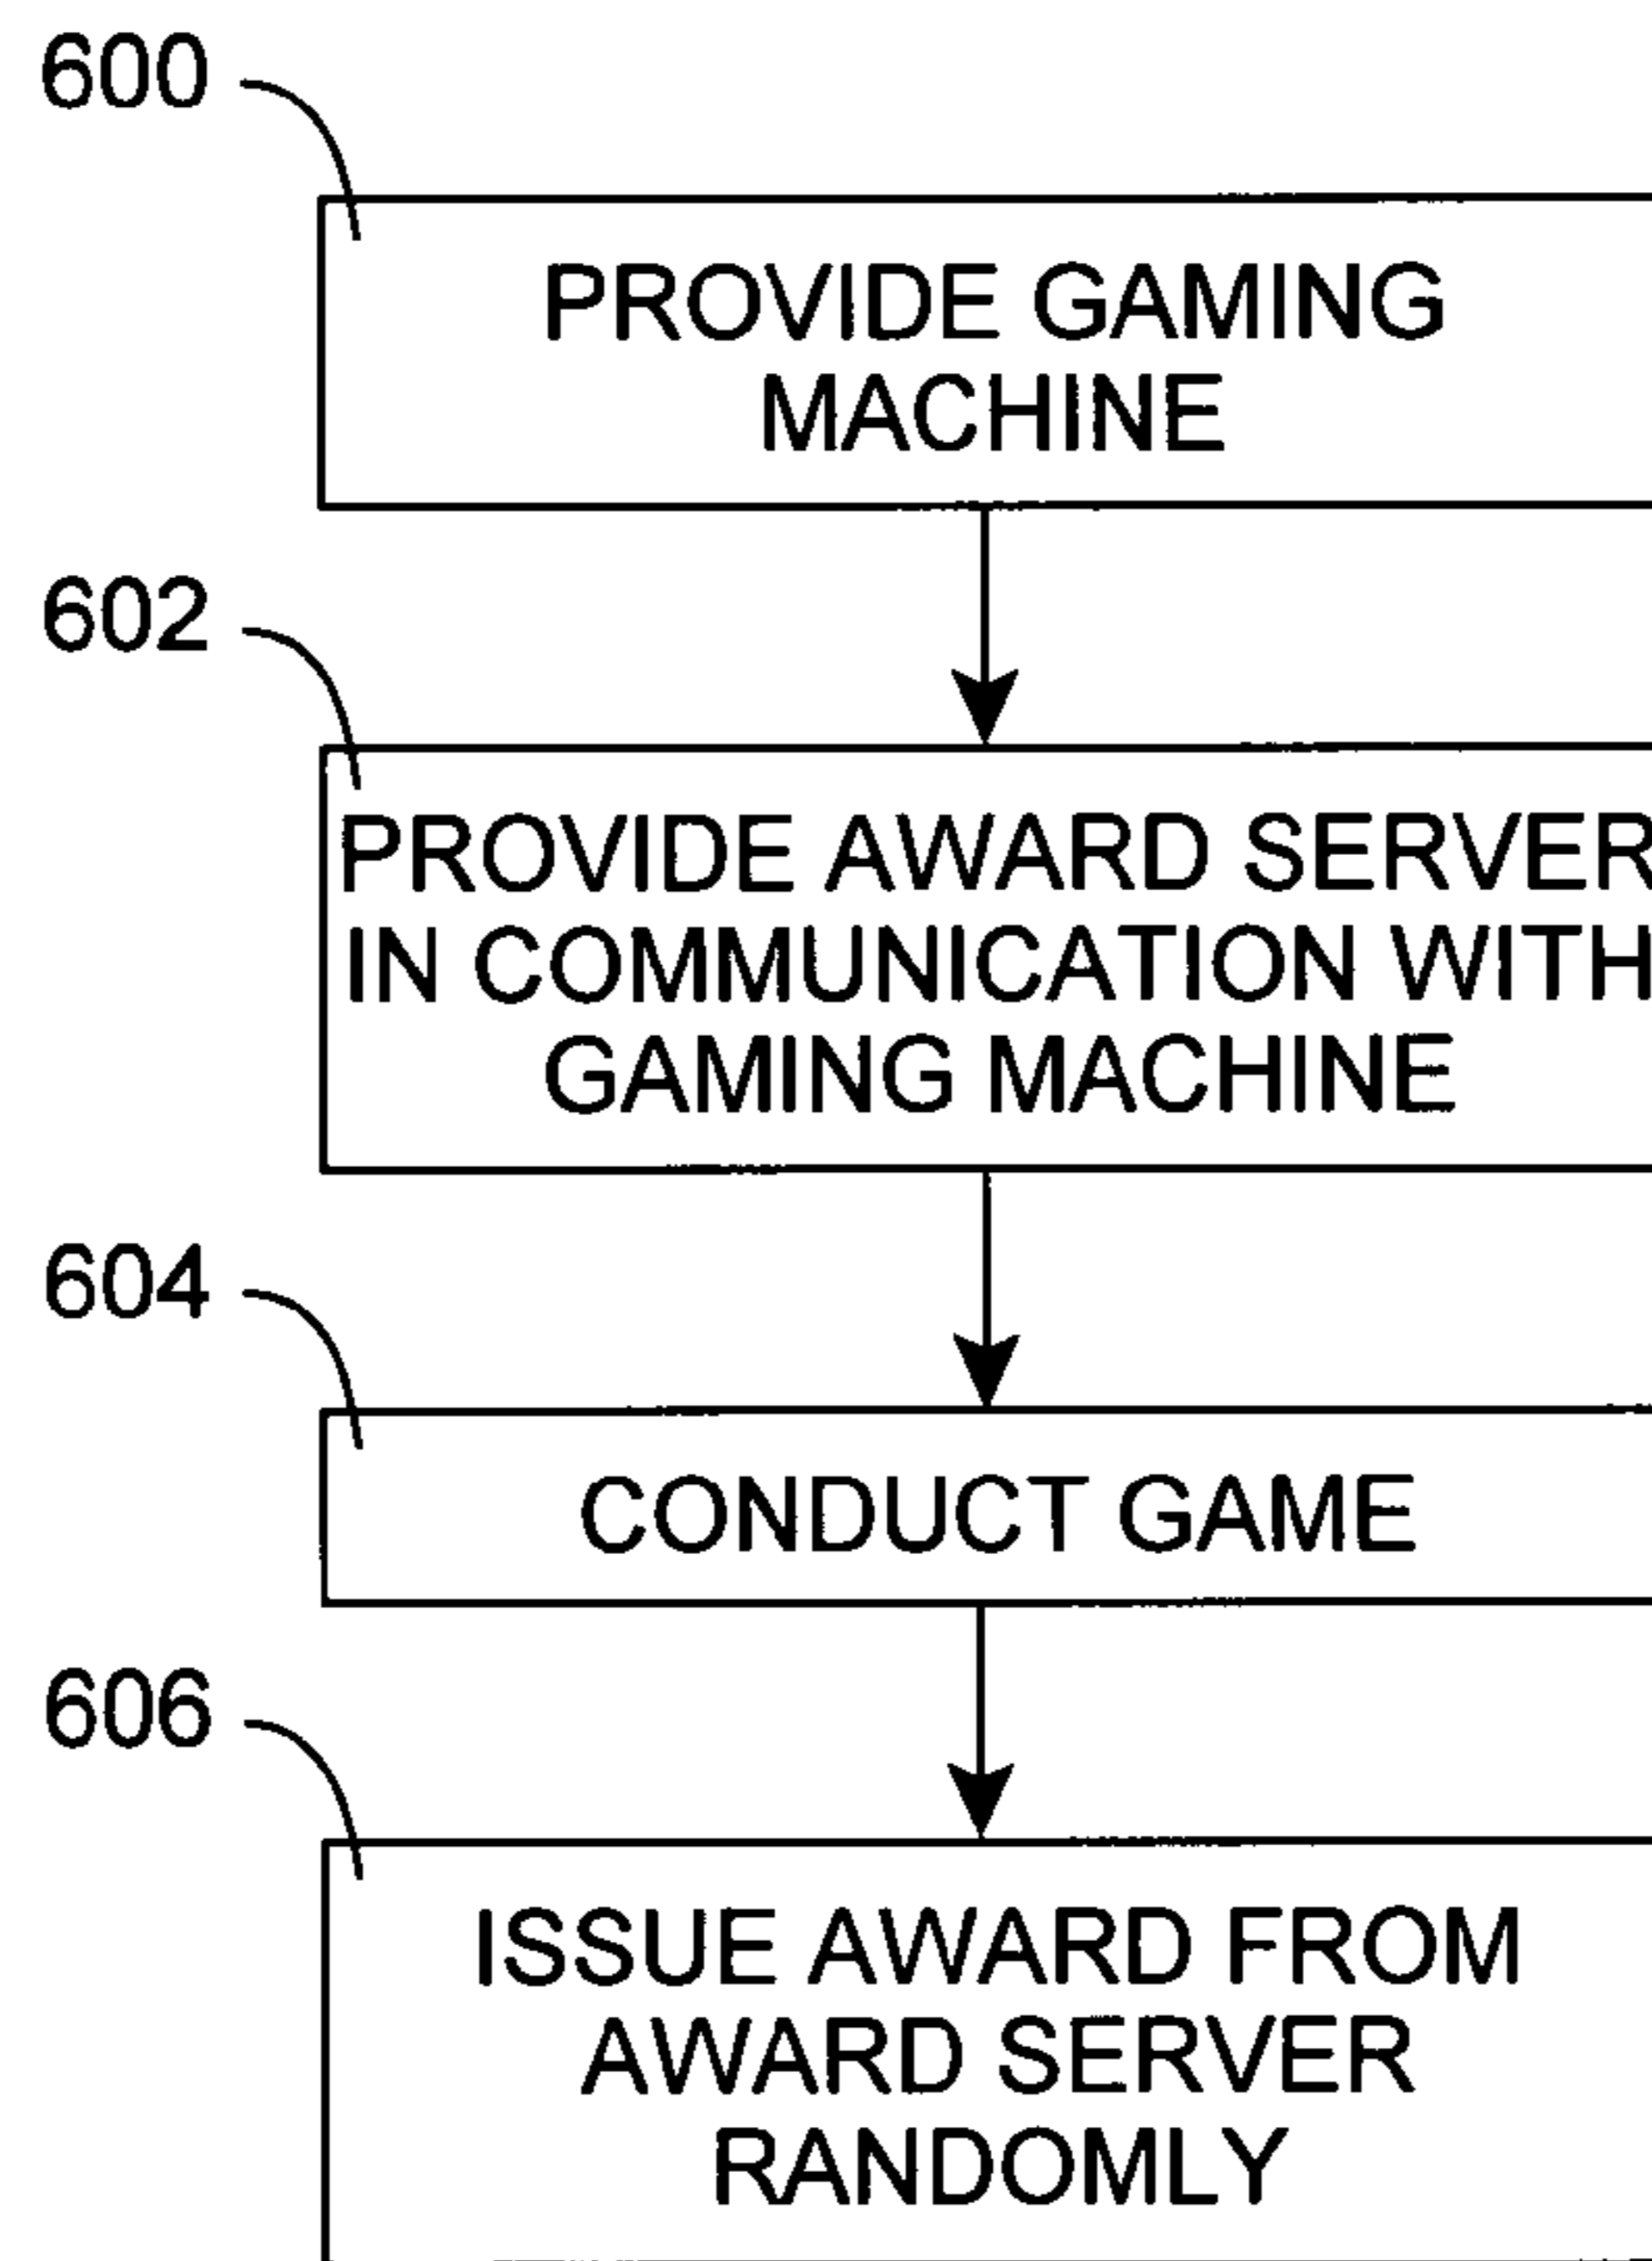 600
PROVIDE GAMING
MACHINE
602
PROVIDE AWARD SERVER
IN COMMUNICATION WITH
GAMING MACHINE
604
CONDUCT GAME
606
ISSUE AWARD FROM
AWARD SERVER
RANDOMLY